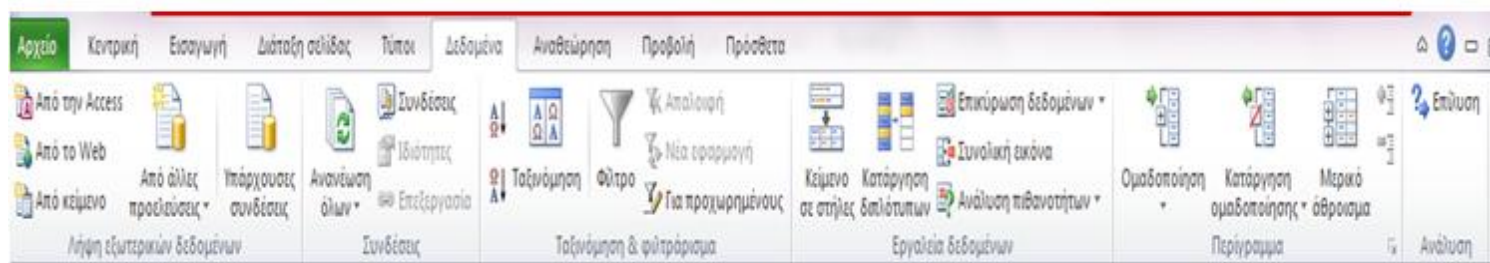 Αρχείο Κεντρική Εισαγωγή Διάταξη σελίδας Τύποι Δεδομένα Αναθεώρηση Προβολή Πρόσθετα
Από την Access
Από το Web
Από κείμενο
Από άλλες
προελεύσεις
Υπάρχουσες
συνδέσεις
Λήψη εξωτερικών δεδομένων
Ανανέωση
όλων
Συνδέσεις
Ιδιότητες
Επεξεργασία
Συνδέσεις
Α
Ω
Ω
Α
Α Ω
Ω Α
Ταξινόμηση
Φίλτρο
Απαλοιφή
Νέα εφαρμογή
Για προχωρημένους
Ταξινόμηση & φιλτράρισμα
Κείμενο
σε στήλες
Κατάργηση
διπλότυπων
Επικύρωση δεδομένων
Συνολική εικόνα
Ανάλυση πιθανοτήτων
Εργαλεία δεδομένων
Ομαδοποίηση
Κατάργηση
ομαδοποίησης
Μερικό
άθροισμα
Περίγραμμα
Επίλυση
Ανάλυση